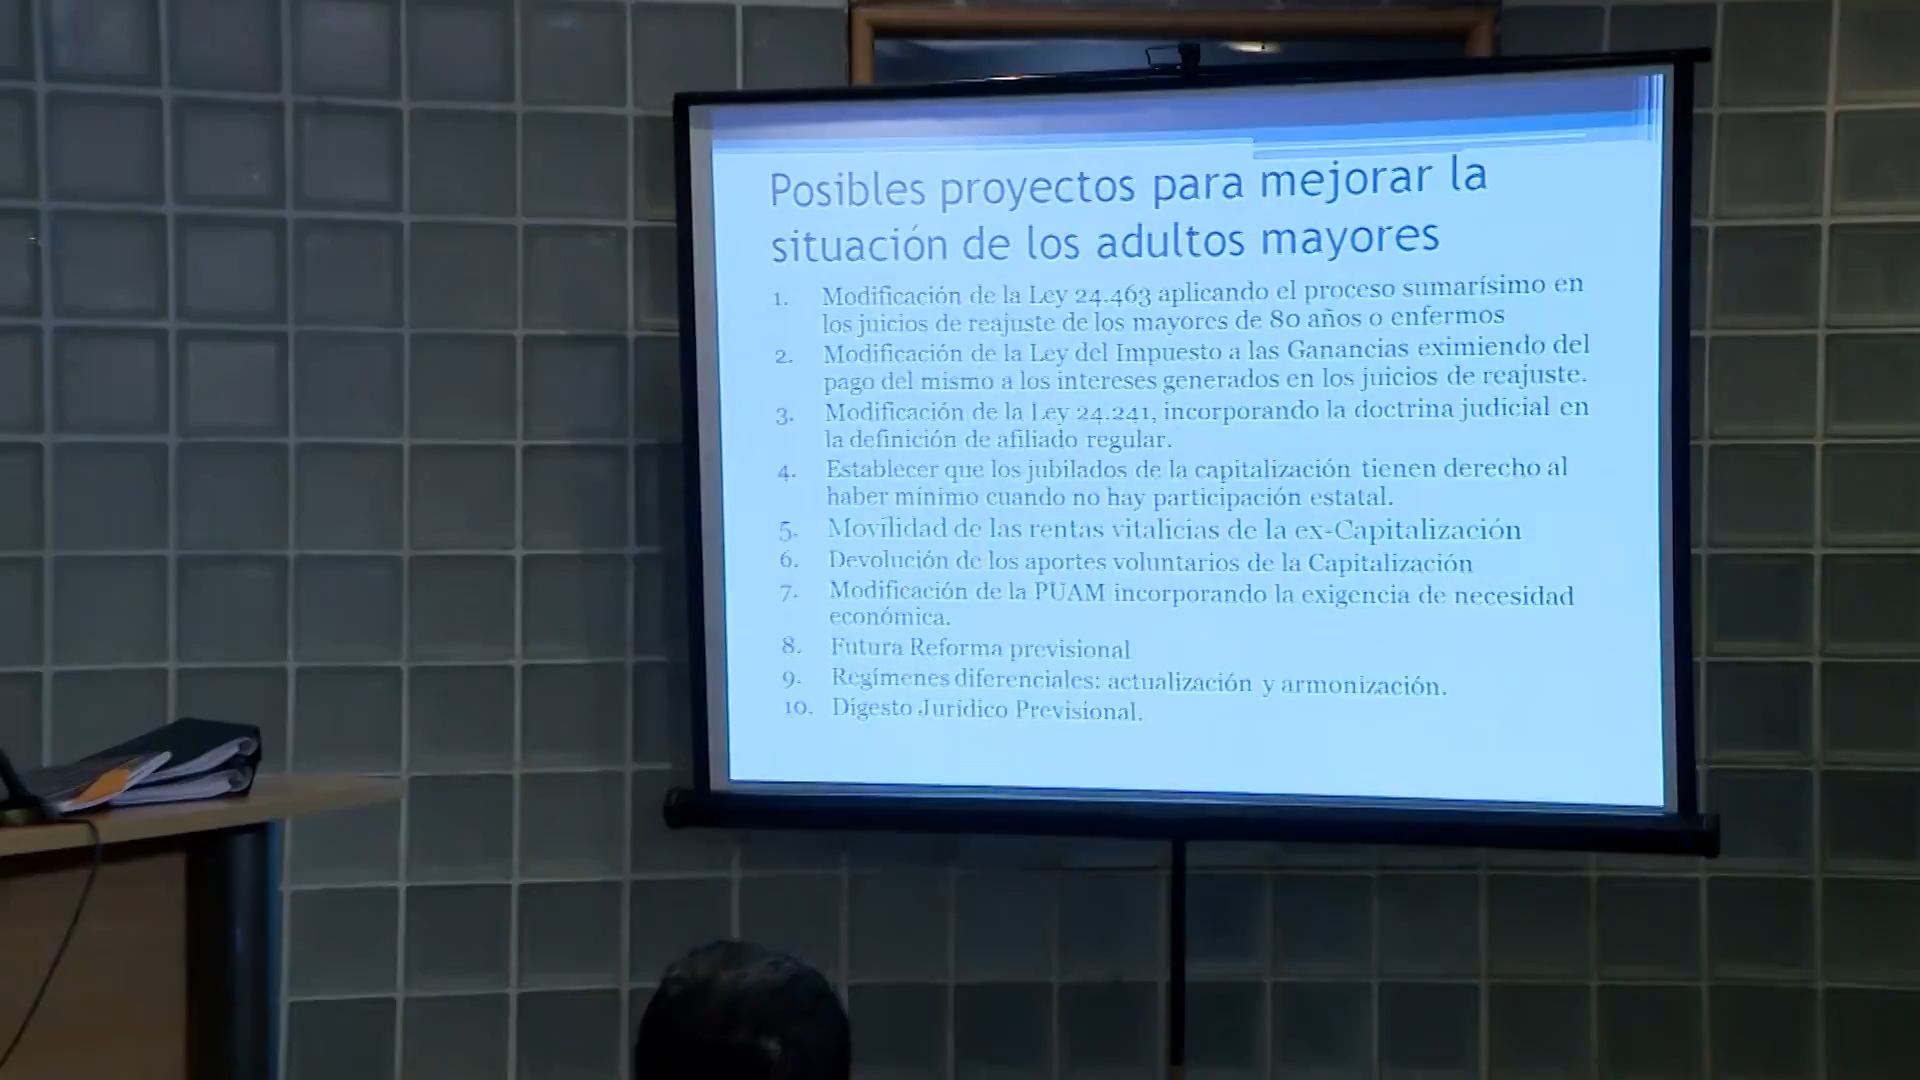 Posibles proyectos para mejorar la
situación de los adultos mayores
1. Modificación de la Ley 24.463 aplicando el proceso sumarísimo en
los juicios de reajuste de los mayores de 80 años o enfermos
2. Modificación de la Ley del Impuesto a las Ganancias eximiendo del
pago del mismo a los intereses generados en los juicios de reajuste.
3. Modificación de la Ley 24.241, incorporando la doctrina judicial en
la definición de afiliado regular.
4. Establecer que los jubilados de la capitalización tienen derecho al
haber mínimo cuando no hay participación estatal.
5. Movilidad de las rentas vitalicias de la ex-Capitalización
6. Devolución de los aportes voluntarios de la Capitalización
7. Modificación de la PUAM incorporando la exigencia de necesidad
económica.
8. Futura Reforma previsional
9. Regímenes diferenciales: actualización y armonización.
10. Digesto Jurídico Previsional.